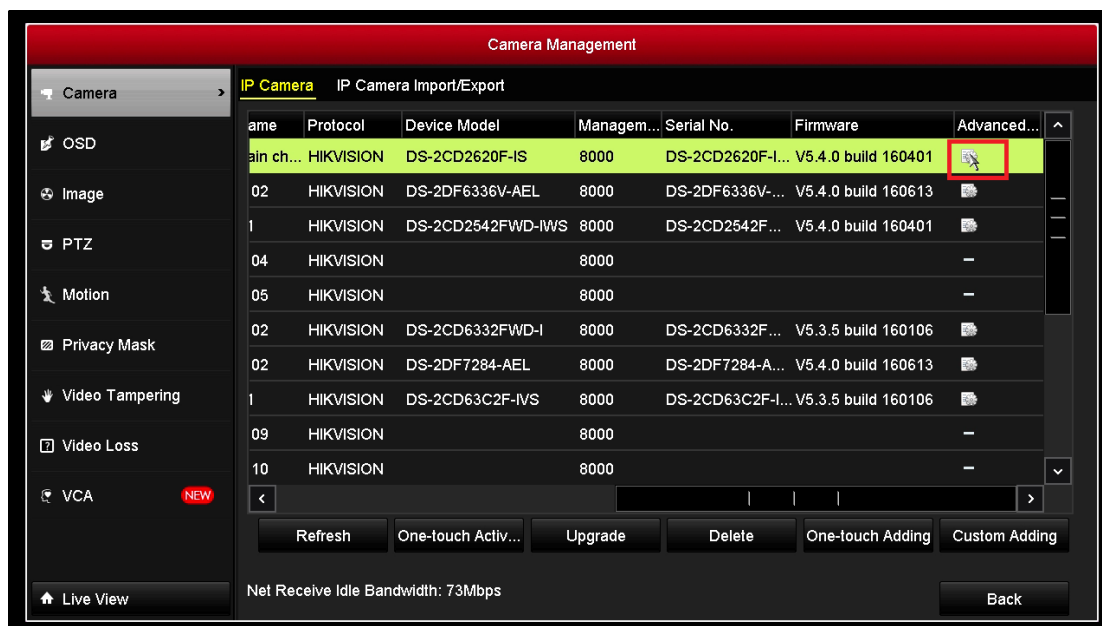 Camera Management
Camera
IP Camera IP Camera Import/Export
ame Protocol Device Model Managem... Serial No. Firmware Advanced...
ain ch... HIKVISION DS-2CD2620F-IS 8000 DS-2CD2620F-I... V5.4.0 build 160401
OSD
02 HIKVISION DS-2DF6336V-AEL 8000 DS-2DF6336V-... V5.4.0 build 160613
Image
1 HIKVISION DS-2CD2542FWD-IWS 8000 DS-2CD2542F... V5.4.0 build 160401
PTZ
04 HIKVISION 8000 –
Motion
05 HIKVISION 8000 –
02 HIKVISION DS-2CD6332FWD-I 8000 DS-2CD6332F... V5.3.5 build 160106
Privacy Mask
02 HIKVISION DS-2DF7284-AEL 8000 DS-2DF7284-A... V5.4.0 build 160613
Video Tampering
1 HIKVISION DS-2CD63C2F-IVS 8000 DS-2CD63C2F-I... V5.3.5 build 160106
09 HIKVISION 8000 –
Video Loss
10 HIKVISION 8000 –
VCA NEW
Refresh One-touch Activ... Upgrade Delete One-touch Adding Custom Adding
Net Receive Idle Bandwidth: 73Mbps
Live View
Back